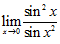 lim sin² x
x→0 sin x²